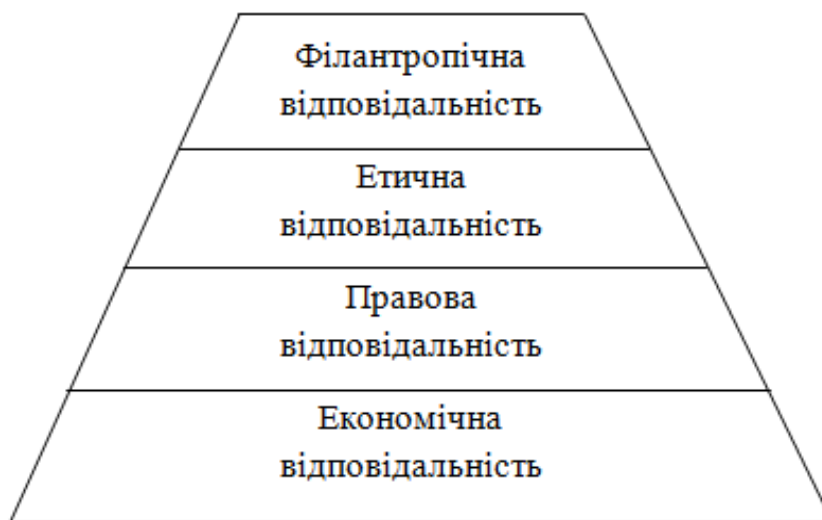 Філантропічна
відповідальність
Етична
відповідальність
Правова
відповідальність
Економічна
відповідальність